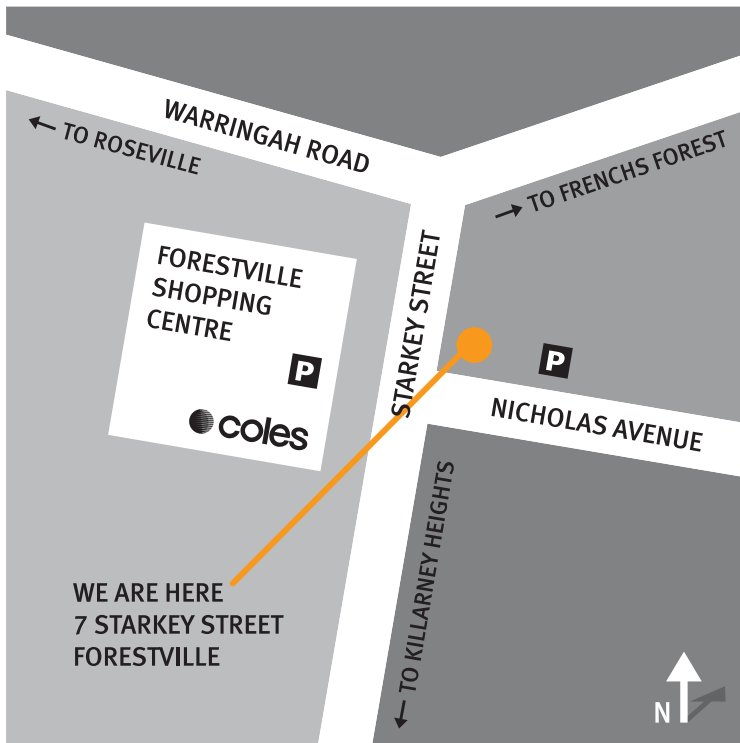 WARRINGAH ROAD
← TO ROSEVILLE
→ TO FRENCHS FOREST
FORESTVILLE
SHOPPING
CENTRE
P
coles
STARKEY STREET
P
NICHOLAS AVENUE
← TO KILLARNEY HEIGHTS
WE ARE HERE
7 STARKEY STREET
FORESTVILLE
N